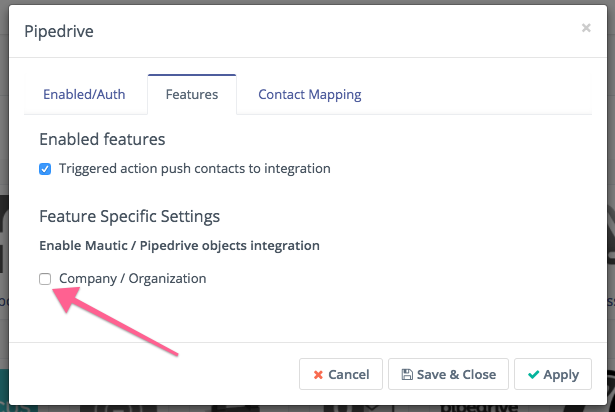 Pipedrive
×
Enabled/Auth Features Contact Mapping
Enabled features
Triggered action push contacts to integration
Feature Specific Settings
Enable Mautic / Pipedrive objects integration
Company / Organization
Cancel Save & Close Apply
pipedrive